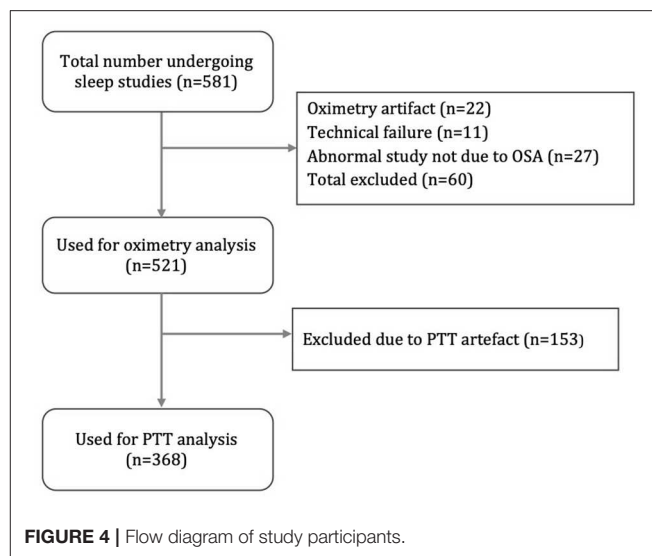 Total number undergoing
sleep studies (n=581)
Oximetry artifact (n=22)
Technical failure (n=11)
Abnormal study not due to OSA (n=27)
Total excluded (n=60)
Used for oximetry analysis
(n=521)
Excluded due to PTT artefact (n=153)
Used for PTT analysis
(n=368)
FIGURE 4 | Flow diagram of study participants.